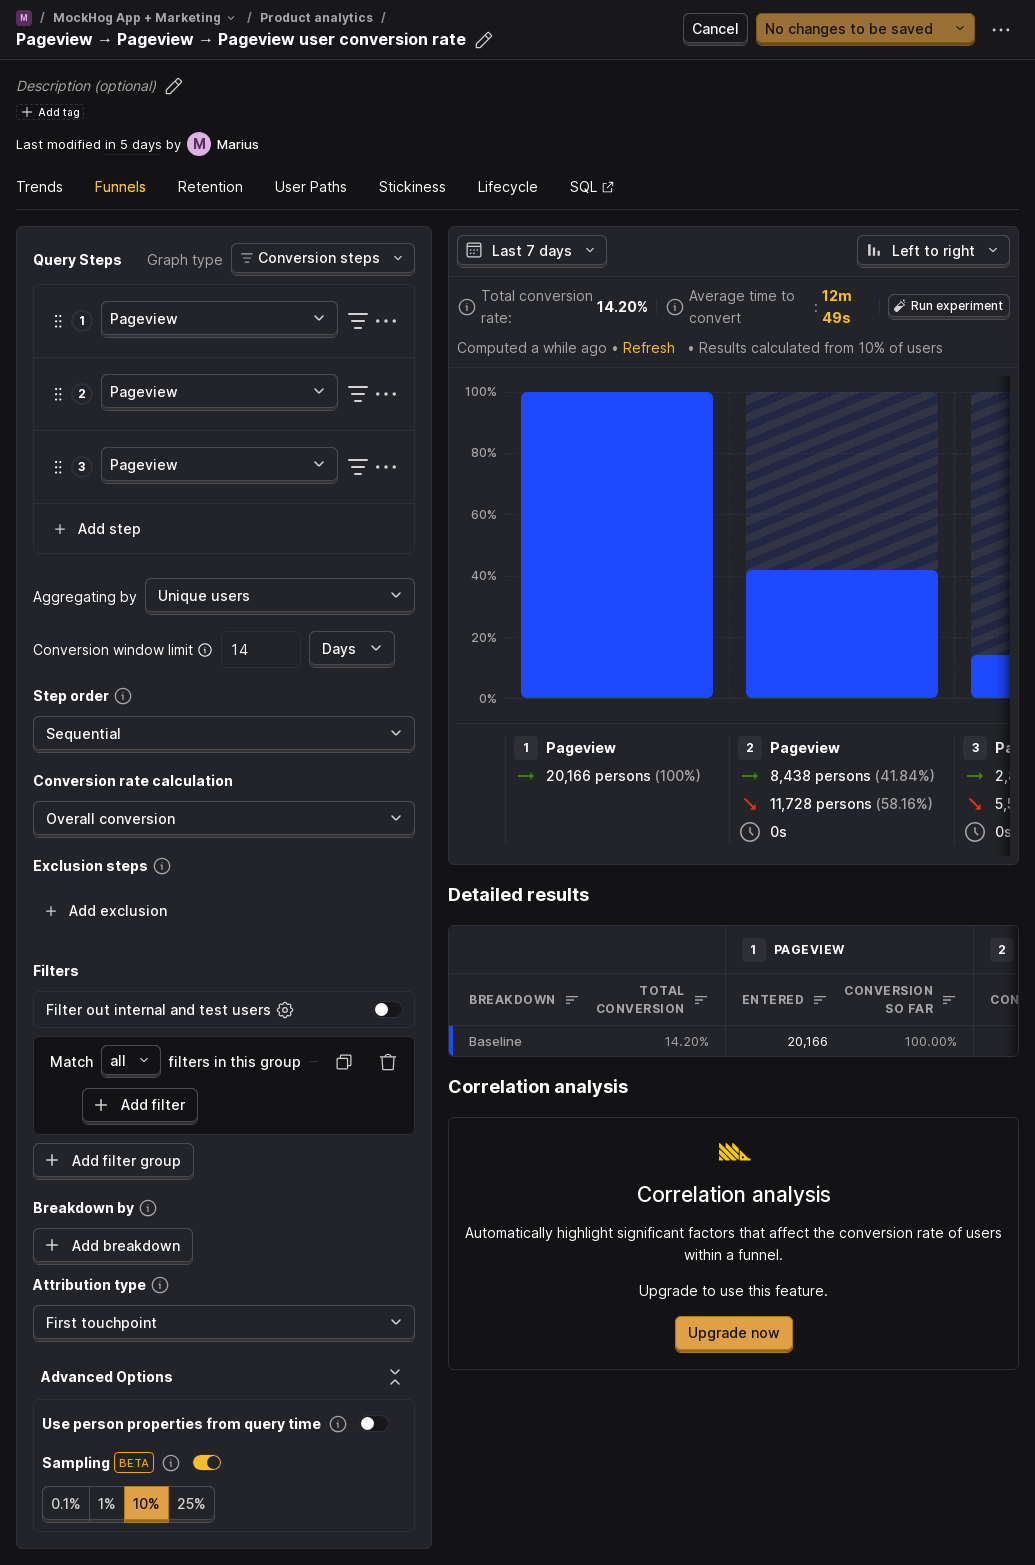 M / MockHog App + Marketing / Product analytics /
Pageview → Pageview → Pageview user conversion rate
Cancel
No changes to be saved
Description (optional)
Add tag
Last modified in 5 days by M Marius
Trends Funnels Retention User Paths Stickiness Lifecycle SQL
Query Steps
Graph type Conversion steps
1 Pageview
2 Pageview
3 Pageview
Add step
Aggregating by Unique users
Conversion window limit 14 Days
Step order
Sequential
Conversion rate calculation
Overall conversion
Exclusion steps
Add exclusion
Filters
Filter out internal and test users
Match all filters in this group
Add filter
Add filter group
Breakdown by
Add breakdown
Attribution type
First touchpoint
Advanced Options
Use person properties from query time
Sampling BETA
0.1% 1% 10% 25%
Last 7 days
Left to right
Total conversion rate: 14.20%
Average time to convert : 12m 49s
Run experiment
Computed a while ago • Refresh • Results calculated from 10% of users
100%
80%
60%
40%
20%
0%
1 Pageview
20,166 persons (100%)
2 Pageview
8,438 persons (41.84%)
11,728 persons (58.16%)
0s
3
0s
Detailed results
1 PAGEVIEW
2
BREAKDOWN
TOTAL CONVERSION
ENTERED
CONVERSION SO FAR
Baseline 14.20% 20,166 100.00%
Correlation analysis
Correlation analysis
Automatically highlight significant factors that affect the conversion rate of users
within a funnel.
Upgrade to use this feature.
Upgrade now